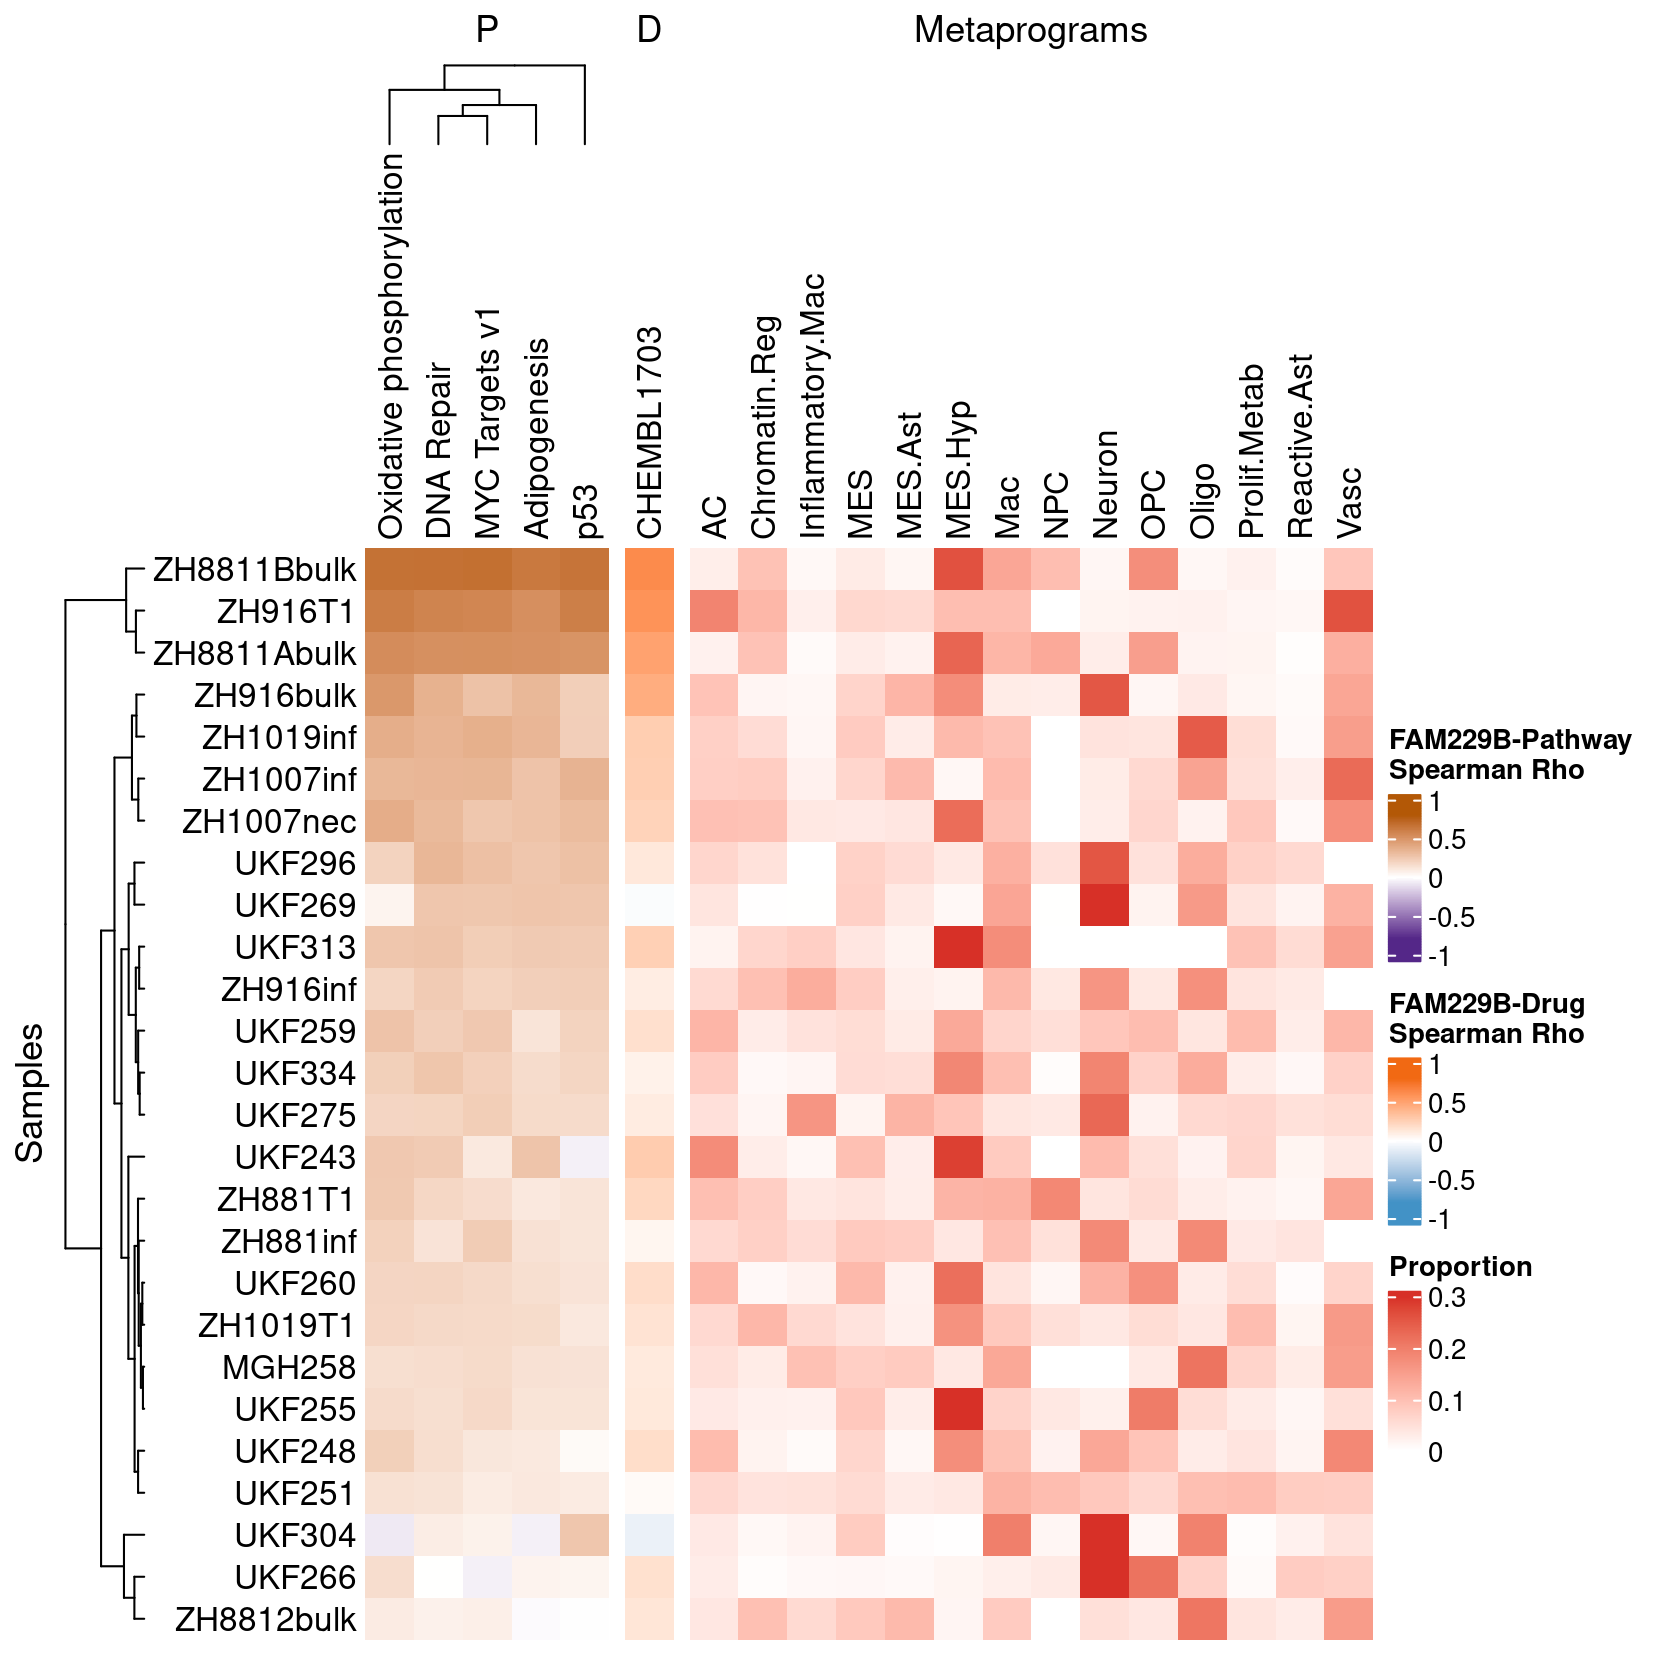 P D Metaprograms
Oxidative phosphorylation
DNA Repair
MYC Targets v1
Adipogenesis
p53
CHEMBL1703
AC
Chromatin.Reg
Inflammatory.Mac
MES
MES.Ast
MES.Hyp
Mac
NPC
Neuron
OPC
Oligo
Prolif.Metab
Reactive.Ast
Vasc
Samples
ZH8811Bbulk
ZH916T1
ZH8811Abulk
ZH916bulk
ZH1019inf
ZH1007inf
ZH1007nec
UKF296
UKF269
UKF313
ZH916inf
UKF259
UKF334
UKF275
UKF243
ZH881T1
ZH881inf
UKF260
ZH1019T1
MGH258
UKF255
UKF248
UKF251
UKF304
UKF266
ZH8812bulk
FAM229B-Pathway
Spearman Rho
1
0.5
0
-0.5
-1
FAM229B-Drug
Spearman Rho
1
0.5
0
-0.5
-1
Proportion
0.3
0.2
0.1
0